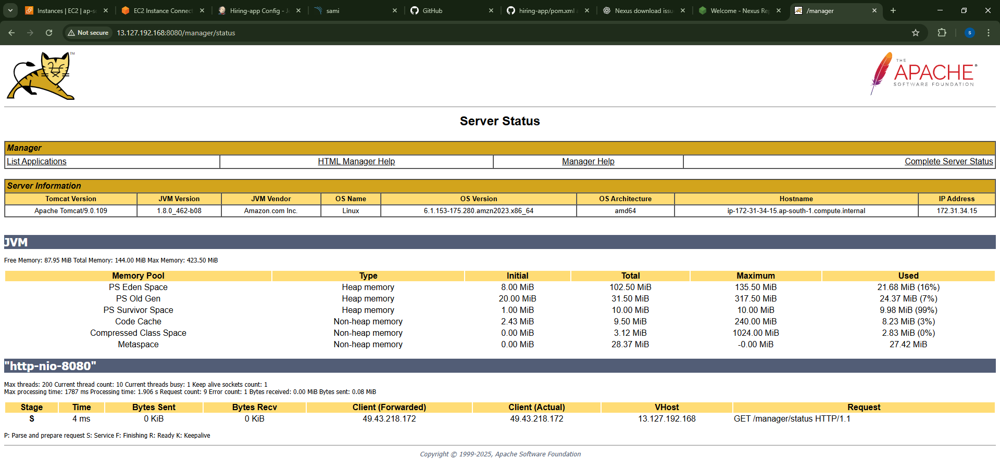 Instances | EC2 | ap-so
EC2 Instance Connect
Hiring-app Config - Je
sami
GitHub
hiring-app/pom.xml a
Nexus download issu
Welcome - Nexus Rep
/manager
Not secure
13.127.192.168:8080/manager/status
S
TM
THE
APACHE®
SOFTWARE FOUNDATION
Server Status
Manager
List Applications HTML Manager Help Manager Help Complete Server Status
Server Information
Tomcat Version JVM Version JVM Vendor OS Name OS Version OS Architecture Hostname IP Address
Apache Tomcat/9.0.109 1.8.0_462-b08 Amazon.com Inc. Linux 6.1.153-175.280.amzn2023.x86_64 amd64 ip-172-31-34-15.ap-south-1.compute.internal 172.31.34.15
JVM
Free Memory: 87.95 MiB Total Memory: 144.00 MiB Max Memory: 423.50 MiB
Memory Pool Type Initial Total Maximum Used
PS Eden Space Heap memory 8.00 MiB 102.50 MiB 135.50 MiB 21.68 MiB (16%)
PS Old Gen Heap memory 20.00 MiB 31.50 MiB 317.50 MiB 24.37 MiB (7%)
PS Survivor Space Heap memory 1.00 MiB 10.00 MiB 10.00 MiB 9.98 MiB (99%)
Code Cache Non-heap memory 2.43 MiB 9.50 MiB 240.00 MiB 8.23 MiB (3%)
Compressed Class Space Non-heap memory 0.00 MiB 3.12 MiB 1024.00 MiB 2.83 MiB (0%)
Metaspace Non-heap memory 0.00 MiB 28.37 MiB -0.00 MiB 27.42 MiB
"http-nio-8080"
Max threads: 200 Current thread count: 10 Current threads busy: 1 Keep alive sockets count: 1
Max processing time: 1787 ms Processing time: 1.906 s Request count: 9 Error count: 1 Bytes received: 0.00 MiB Bytes sent: 0.08 MiB
Stage Time Bytes Sent Bytes Recv Client (Forwarded) Client (Actual) VHost Request
S 4 ms 0 KiB 0 KiB 49.43.218.172 49.43.218.172 13.127.192.168 GET /manager/status HTTP/1.1
P: Parse and prepare request S: Service F: Finishing R: Ready K: Keepalive
Copyright © 1999-2025, Apache Software Foundation